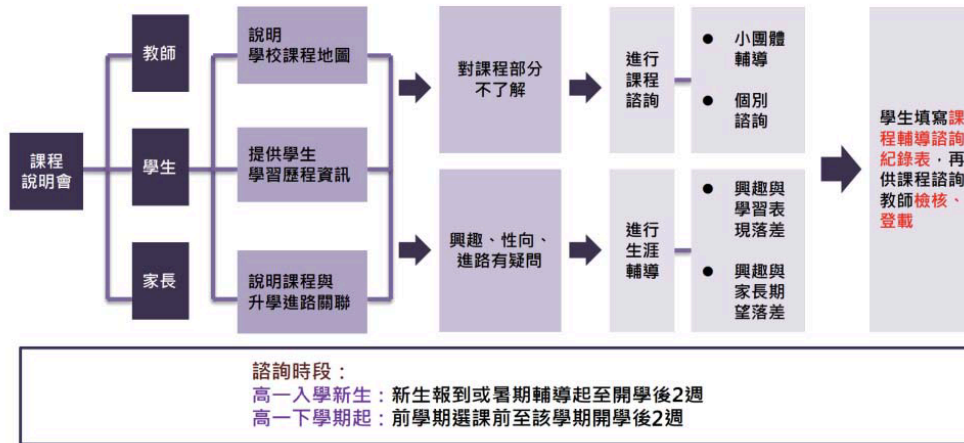 課程
說明會
教師
學生
家長
說明
學校課程地圖
提供學生
學習歷程資訊
說明課程與
升學進路關聯
對課程部分
不了解
興趣、性向、
進路有疑問
進行
課程
諮詢
進行
生涯
輔導
● 小團體
輔導
● 個別
諮詢
● 興趣與
學習表
現落差
● 興趣與
家長期
望落差
學生填寫課
程輔導諮詢
紀錄表，再
供課程諮詢
教師檢核、
登載
諮詢時段：
高一入學新生：新生報到或暑期輔導起至開學後2週
高一下學期起：前學期選課前至該學期開學後2週